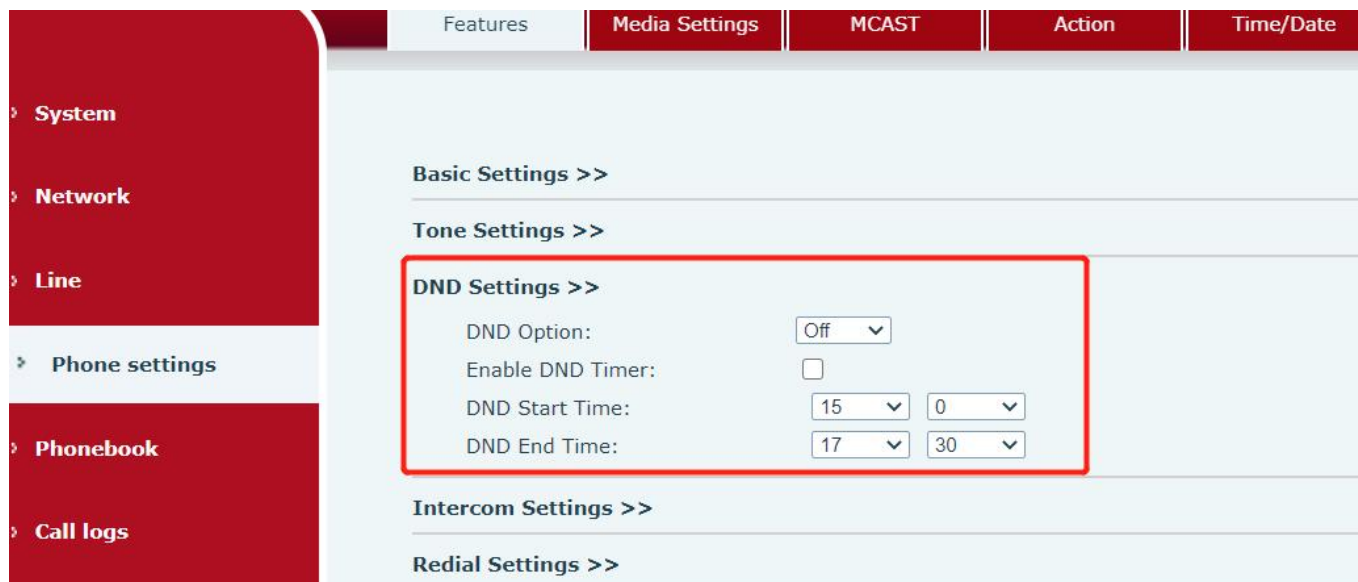 Features Media Settings MCAST Action Time/Date
System
Network
Line
Phone settings
Phonebook
Call logs
Basic Settings >>
Tone Settings >>
DND Settings >>
DND Option: Off
Enable DND Timer:
DND Start Time: 15 0
DND End Time: 17 30
Intercom Settings >>
Redial Settings >>